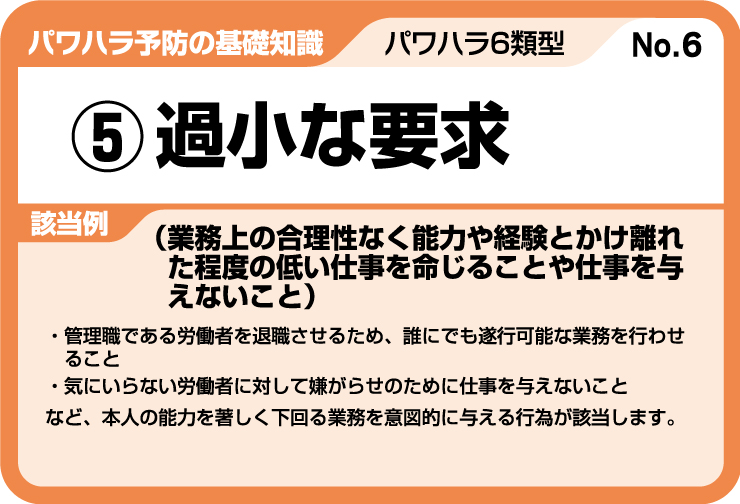 パワハラ予防の基礎知識 パワハラ6類型 No.6
⑤過小な要求
該当例
（業務上の合理性なく能力や経験とかけ離れ
た程度の低い仕事を命じることや仕事を与
えないこと）
・管理職である労働者を退職させるため、誰にでも遂行可能な業務を行わせ
ること
・気にいらない労働者に対して嫌がらせのために仕事を与えないこと
など、本人の能力を著しく下回る業務を意図的に与える行為が該当します。